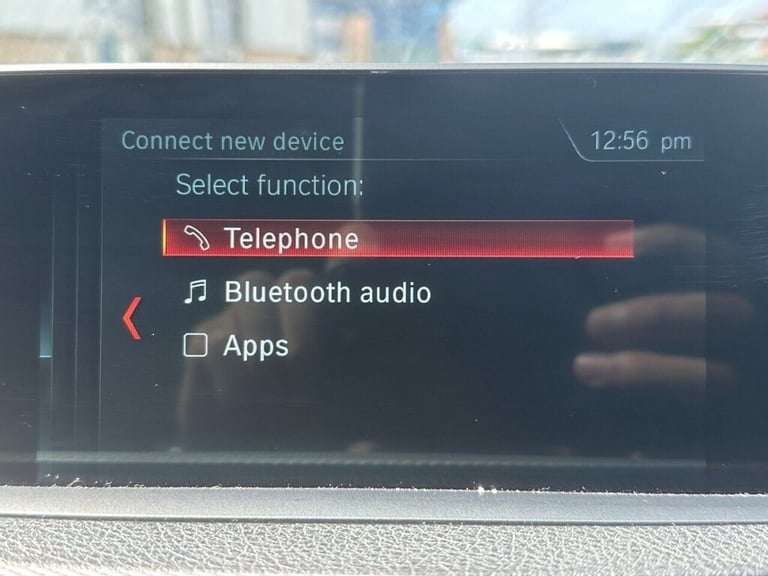 Connect new device
12:56 pm
Select function:
Telephone
Bluetooth audio
Apps